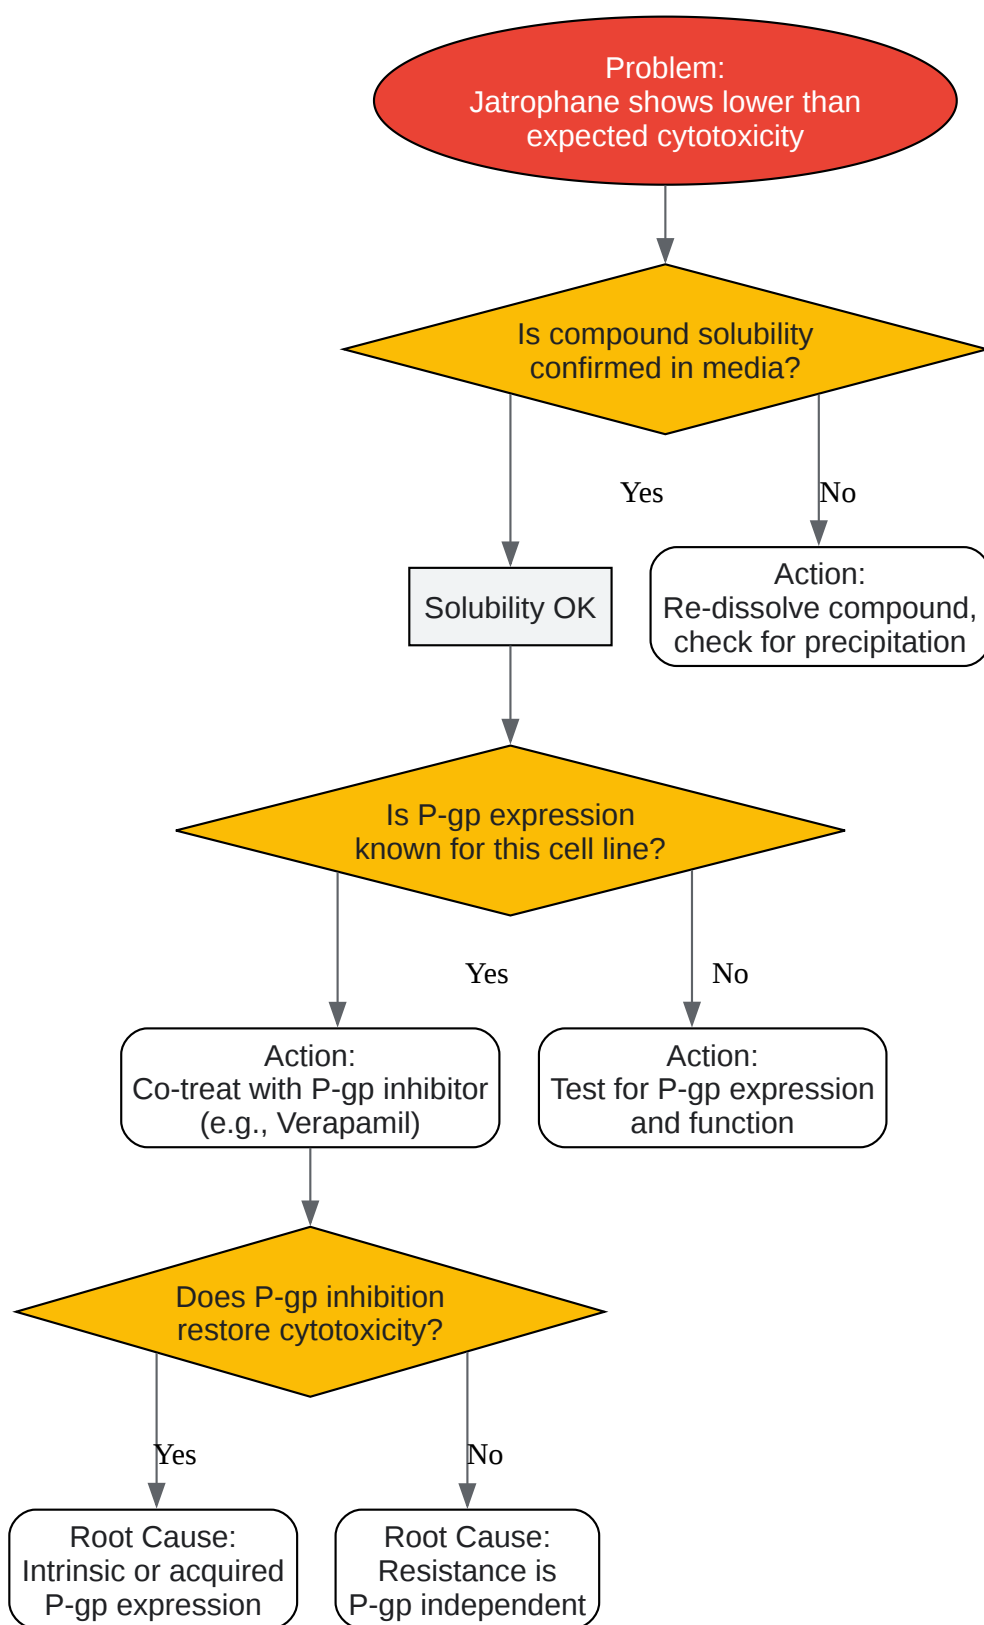 Problem:
Jatrophane shows lower than
expected cytotoxicity
Is compound solubility
confirmed in media?
Yes
No
Solubility OK
Action:
Re-dissolve compound,
check for precipitation
Is P-gp expression
known for this cell line?
Yes
No
Action:
Co-treat with P-gp inhibitor
(e.g., Verapamil)
Action:
Test for P-gp expression
and function
Does P-gp inhibition
restore cytotoxicity?
Yes
No
Root Cause:
Intrinsic or acquired
P-gp expression
Root Cause:
Resistance is
P-gp independent